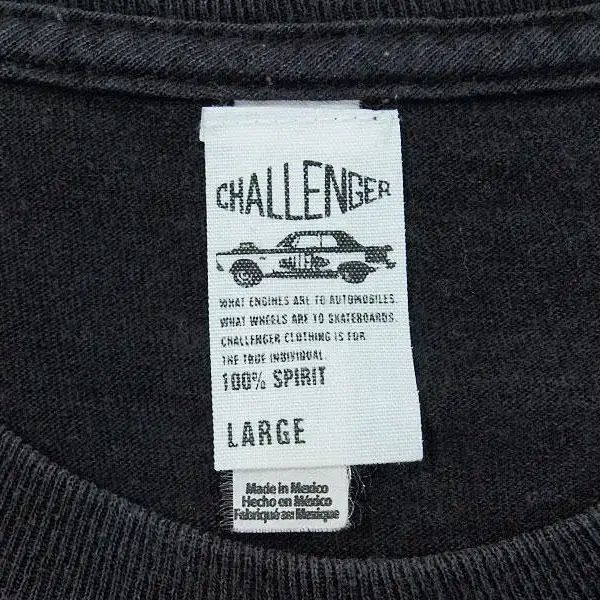 CHALLENGER
WHAT ENGINES ARE TO AUTOMOBILES.
WHAT WHEELS ARE TO SKATEBOARDS.
CHALLENGER CLOTHING IS FOR
THE TRUE INDIVIDUAL.
100% SPIRIT
LARGE
Made in Mexico
Hecho en México
Fabriqué au Mexique